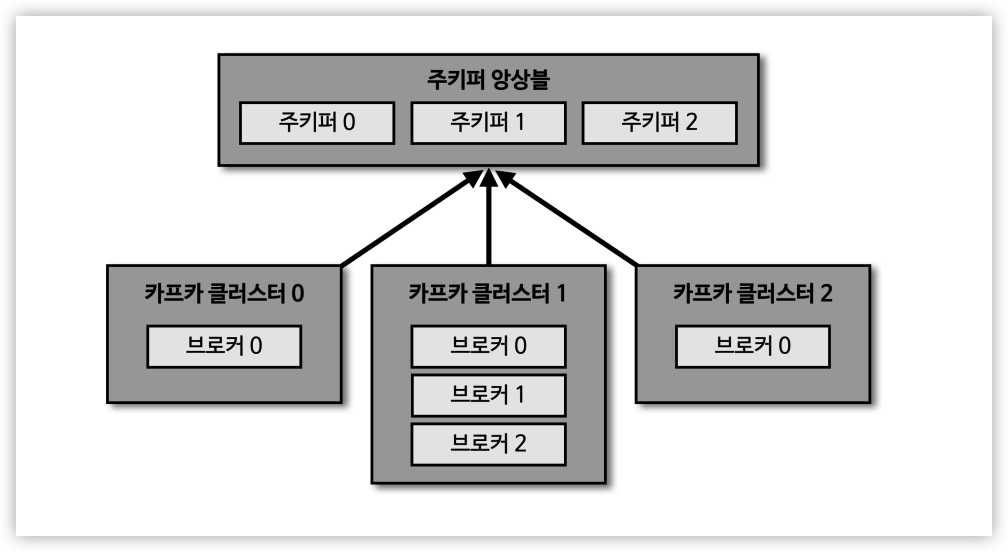 주키퍼 앙상블
주키퍼 0
주키퍼 1
주키퍼 2
카프카 클러스터 0
브로커 0
카프카 클러스터 1
브로커 0
브로커 1
브로커 2
카프카 클러스터 2
브로커 0